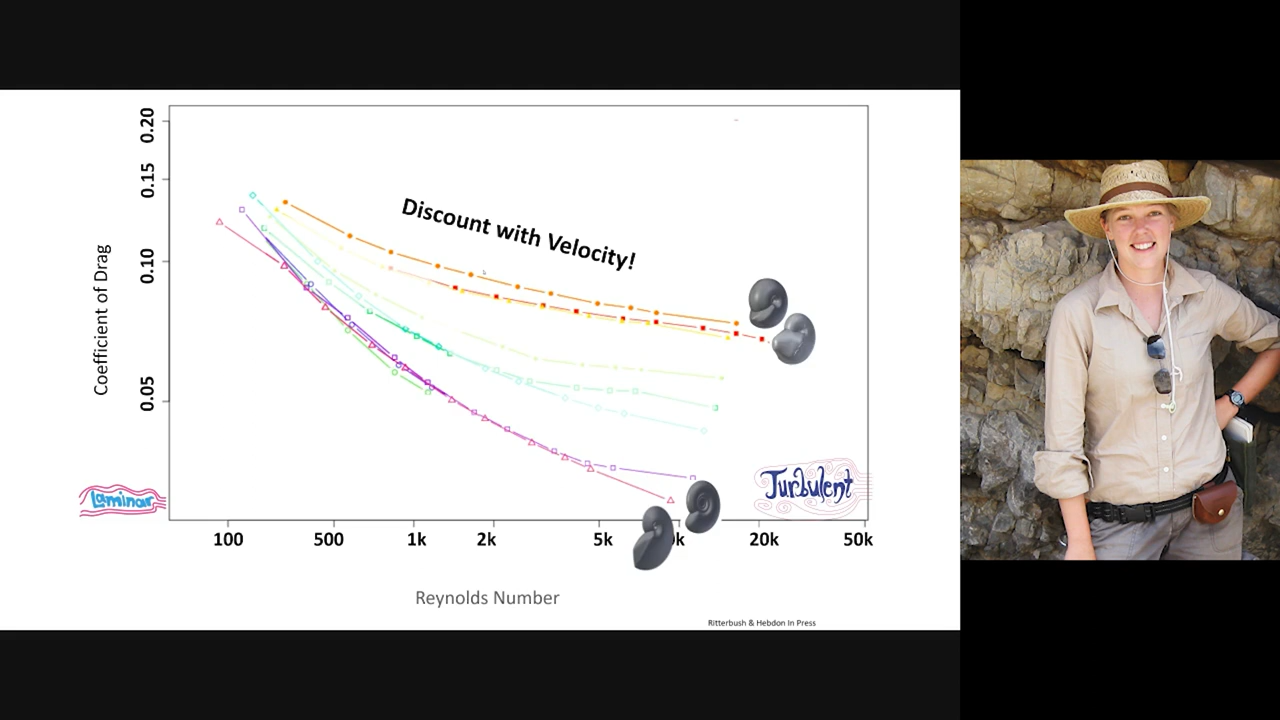 0.20
0.15
0.10
0.05
Coefficient of Drag
Discount with Velocity!
Laminar
Turbulent
100 500 1k 2k 5k k 20k 50k
Reynolds Number
Ritterbush & Hebdon In Press